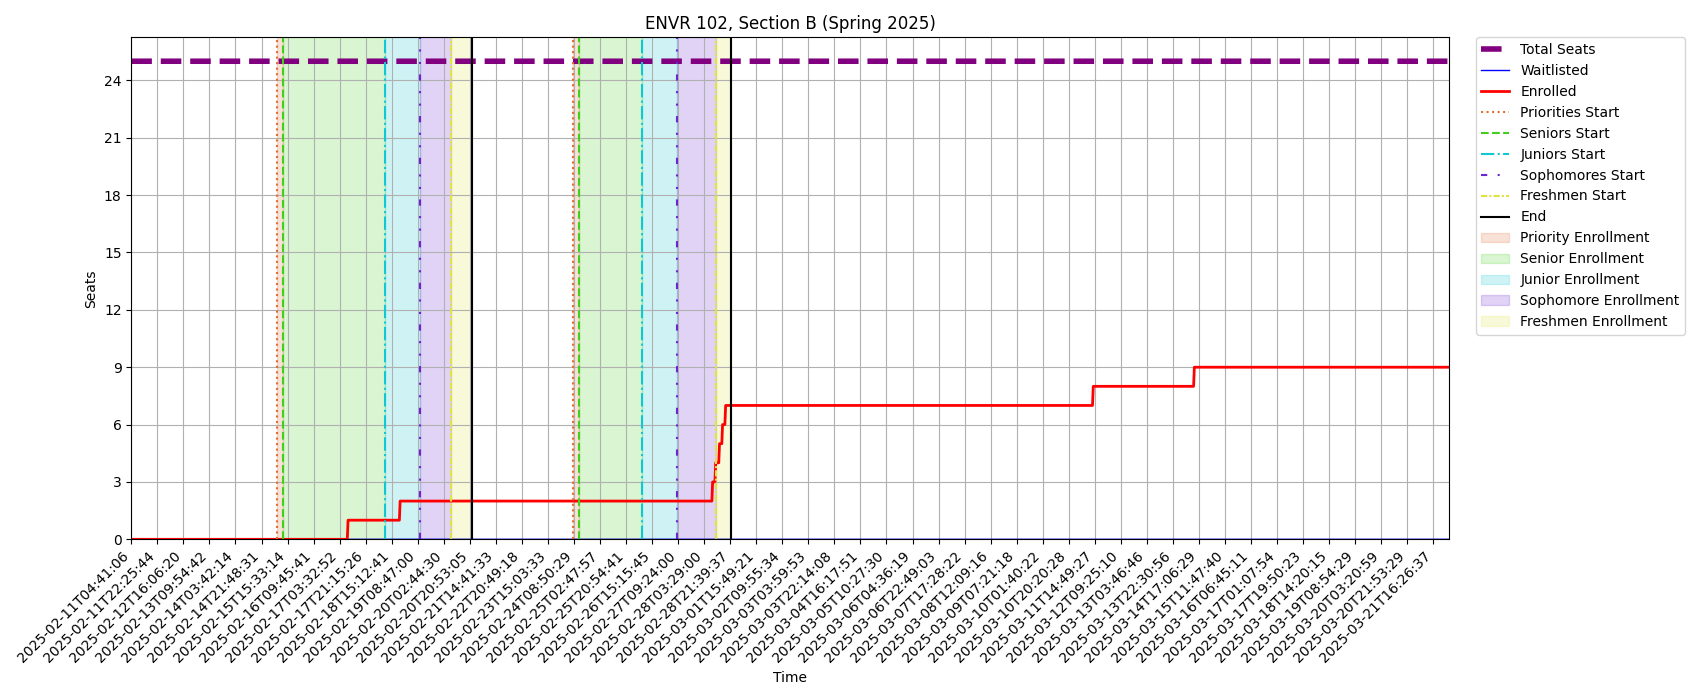 ENVR 102, Section B (Spring 2025)
Seats
24
21
18
15
12
9
6
3
0
2025-02-11T04:41:06
2025-02-11T22:25:44
2025-02-12T16:06:20
2025-02-13T09:54:42
2025-02-14T03:42:14
2025-02-14T21:48:31
2025-02-15T15:33:14
2025-02-16T09:45:41
2025-02-17T03:32:52
2025-02-17T21:15:26
2025-02-18T15:12:41
2025-02-19T08:47:00
2025-02-20T02:44:30
2025-02-20T20:53:05
2025-02-21T14:41:33
2025-02-22T20:49:18
2025-02-23T15:03:33
2025-02-24T08:50:29
2025-02-25T02:47:57
2025-02-25T20:54:41
2025-02-26T15:15:45
2025-02-27T09:24:00
2025-02-28T03:29:00
2025-02-28T21:39:37
2025-03-01T15:49:21
2025-03-02T09:55:34
2025-03-03T03:59:53
2025-03-03T22:14:08
2025-03-04T16:17:51
2025-03-05T10:27:30
2025-03-06T04:36:19
2025-03-06T22:49:03
2025-03-07T17:28:22
2025-03-08T12:09:16
2025-03-09T07:21:18
2025-03-10T01:40:22
2025-03-10T20:20:28
2025-03-11T14:49:27
2025-03-12T09:25:10
2025-03-13T03:46:46
2025-03-13T22:30:56
2025-03-14T17:06:29
2025-03-15T11:47:40
2025-03-16T06:45:11
2025-03-17T01:07:54
2025-03-17T19:50:23
2025-03-18T14:20:15
2025-03-19T08:54:29
2025-03-20T03:20:59
2025-03-20T21:53:29
2025-03-21T16:26:37
Time
Total Seats
Waitlisted
Enrolled
Priorities Start
Seniors Start
Juniors Start
Sophomores Start
Freshmen Start
End
Priority Enrollment
Senior Enrollment
Junior Enrollment
Sophomore Enrollment
Freshmen Enrollment